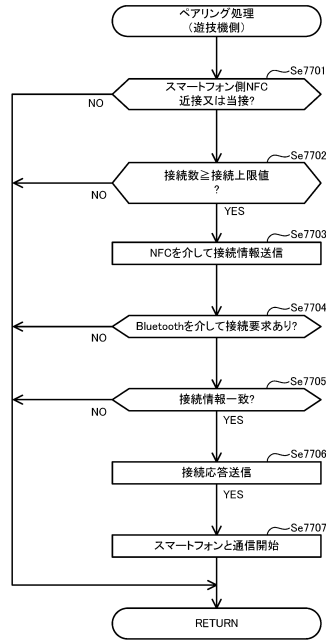 ペアリング処理
(遊技機側)
Se7701
スマートフォン側NFC
近接又は当接?
NO
Se7702
接続数≧接続上限値
?
NO
YES
Se7703
NFCを介して接続情報送信
Se7704
Bluetoothを介して接続要求あり?
NO
Se7705
接続情報一致?
NO
YES
Se7706
接続応答送信
YES
Se7707
スマートフォンと通信開始
RETURN